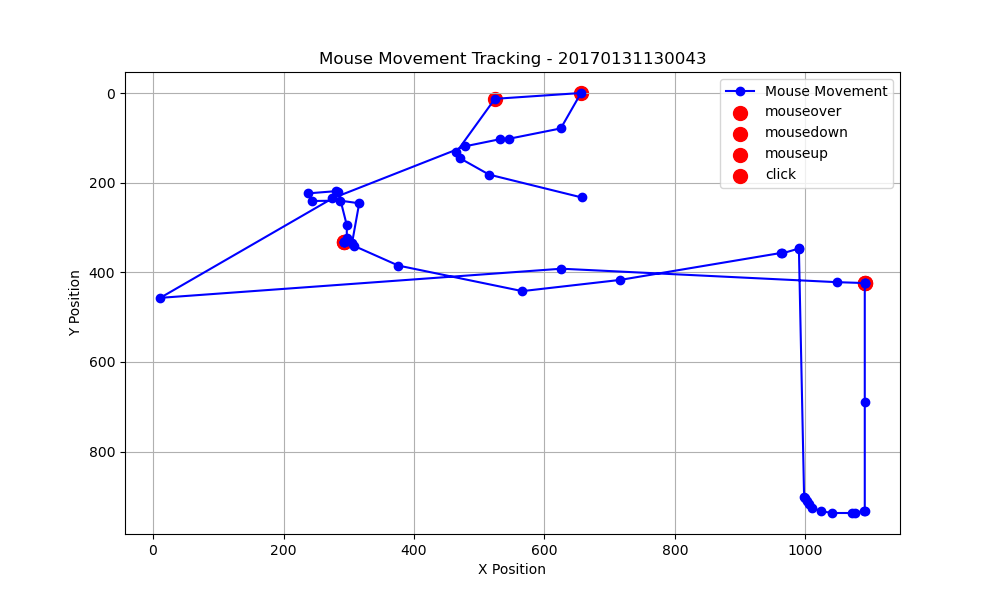 Mouse Movement Tracking - 20170131130043
Mouse Movement
mouseover
mousedown
mouseup
click
0
200
400
600
800
Y Position
0
200
400
600
800
1000
X Position